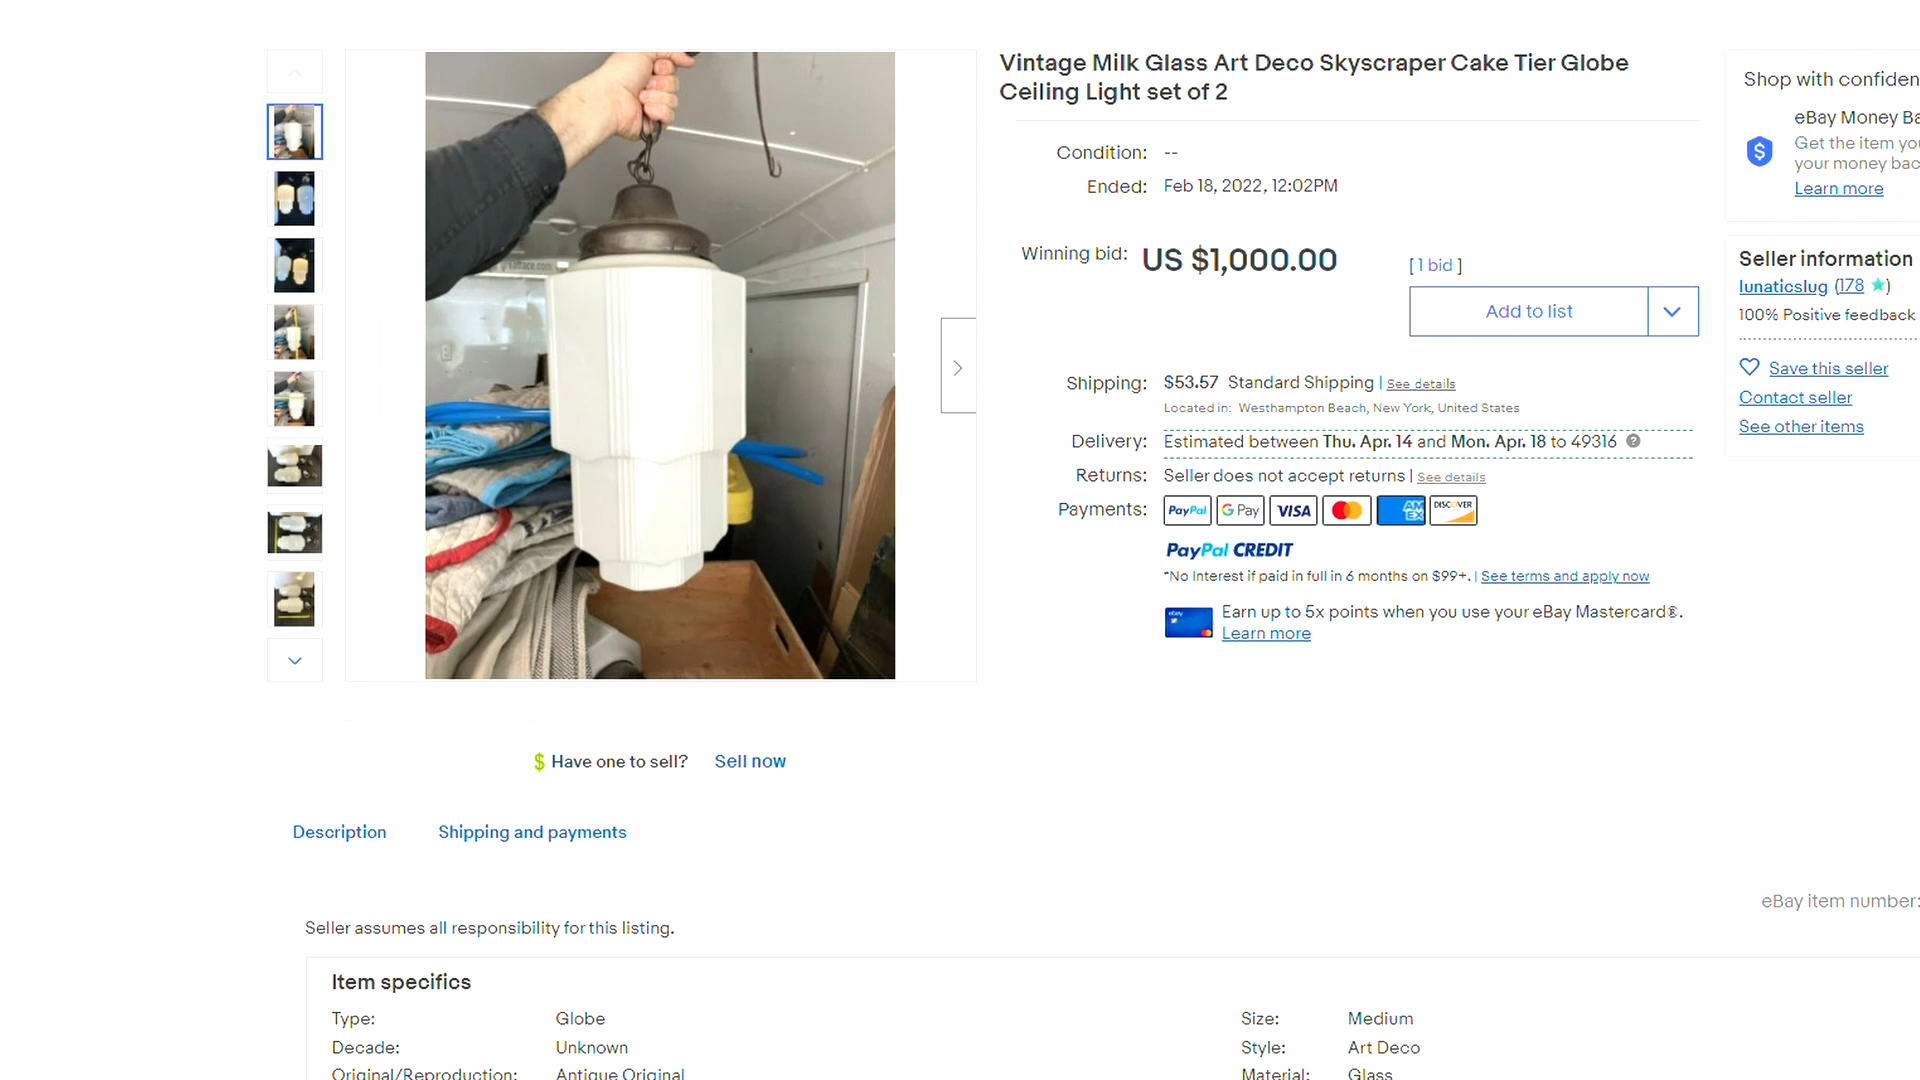 Vintage Milk Glass Art Deco Skyscraper Cake Tier Globe
Ceiling Light set of 2
Condition: --
Ended: Feb 18, 2022, 12:02PM
Winning bid: US $1,000.00
[ 1 bid ]
Add to list
Shipping: $53.57 Standard Shipping | See details
Located in: Westhampton Beach, New York, United States
Delivery: Estimated between Thu. Apr. 14 and Mon. Apr. 18 to 49316 ?
Returns: Seller does not accept returns | See details
Payments: PayPal G Pay VISA AM EX DISCOVER
PayPal CREDIT
*No Interest if paid in full in 6 months on $99+. | See terms and apply now
ebay
Earn up to 5x points when you use your eBay Mastercard®.
Learn more
Shop with confiden
eBay Money Ba
$
Get the item you
your money bac
Learn more
Seller information
lunaticslug (178 ★)
100% Positive feedback
Save this seller
Contact seller
See other items
$ Have one to sell? Sell now
Description Shipping and payments
eBay item number:
Seller assumes all responsibility for this listing.
Item specifics
Type: Globe
Size: Medium
Decade: Unknown
Style: Art Deco
Original/Reproduction: Antique Original
Material: Glass